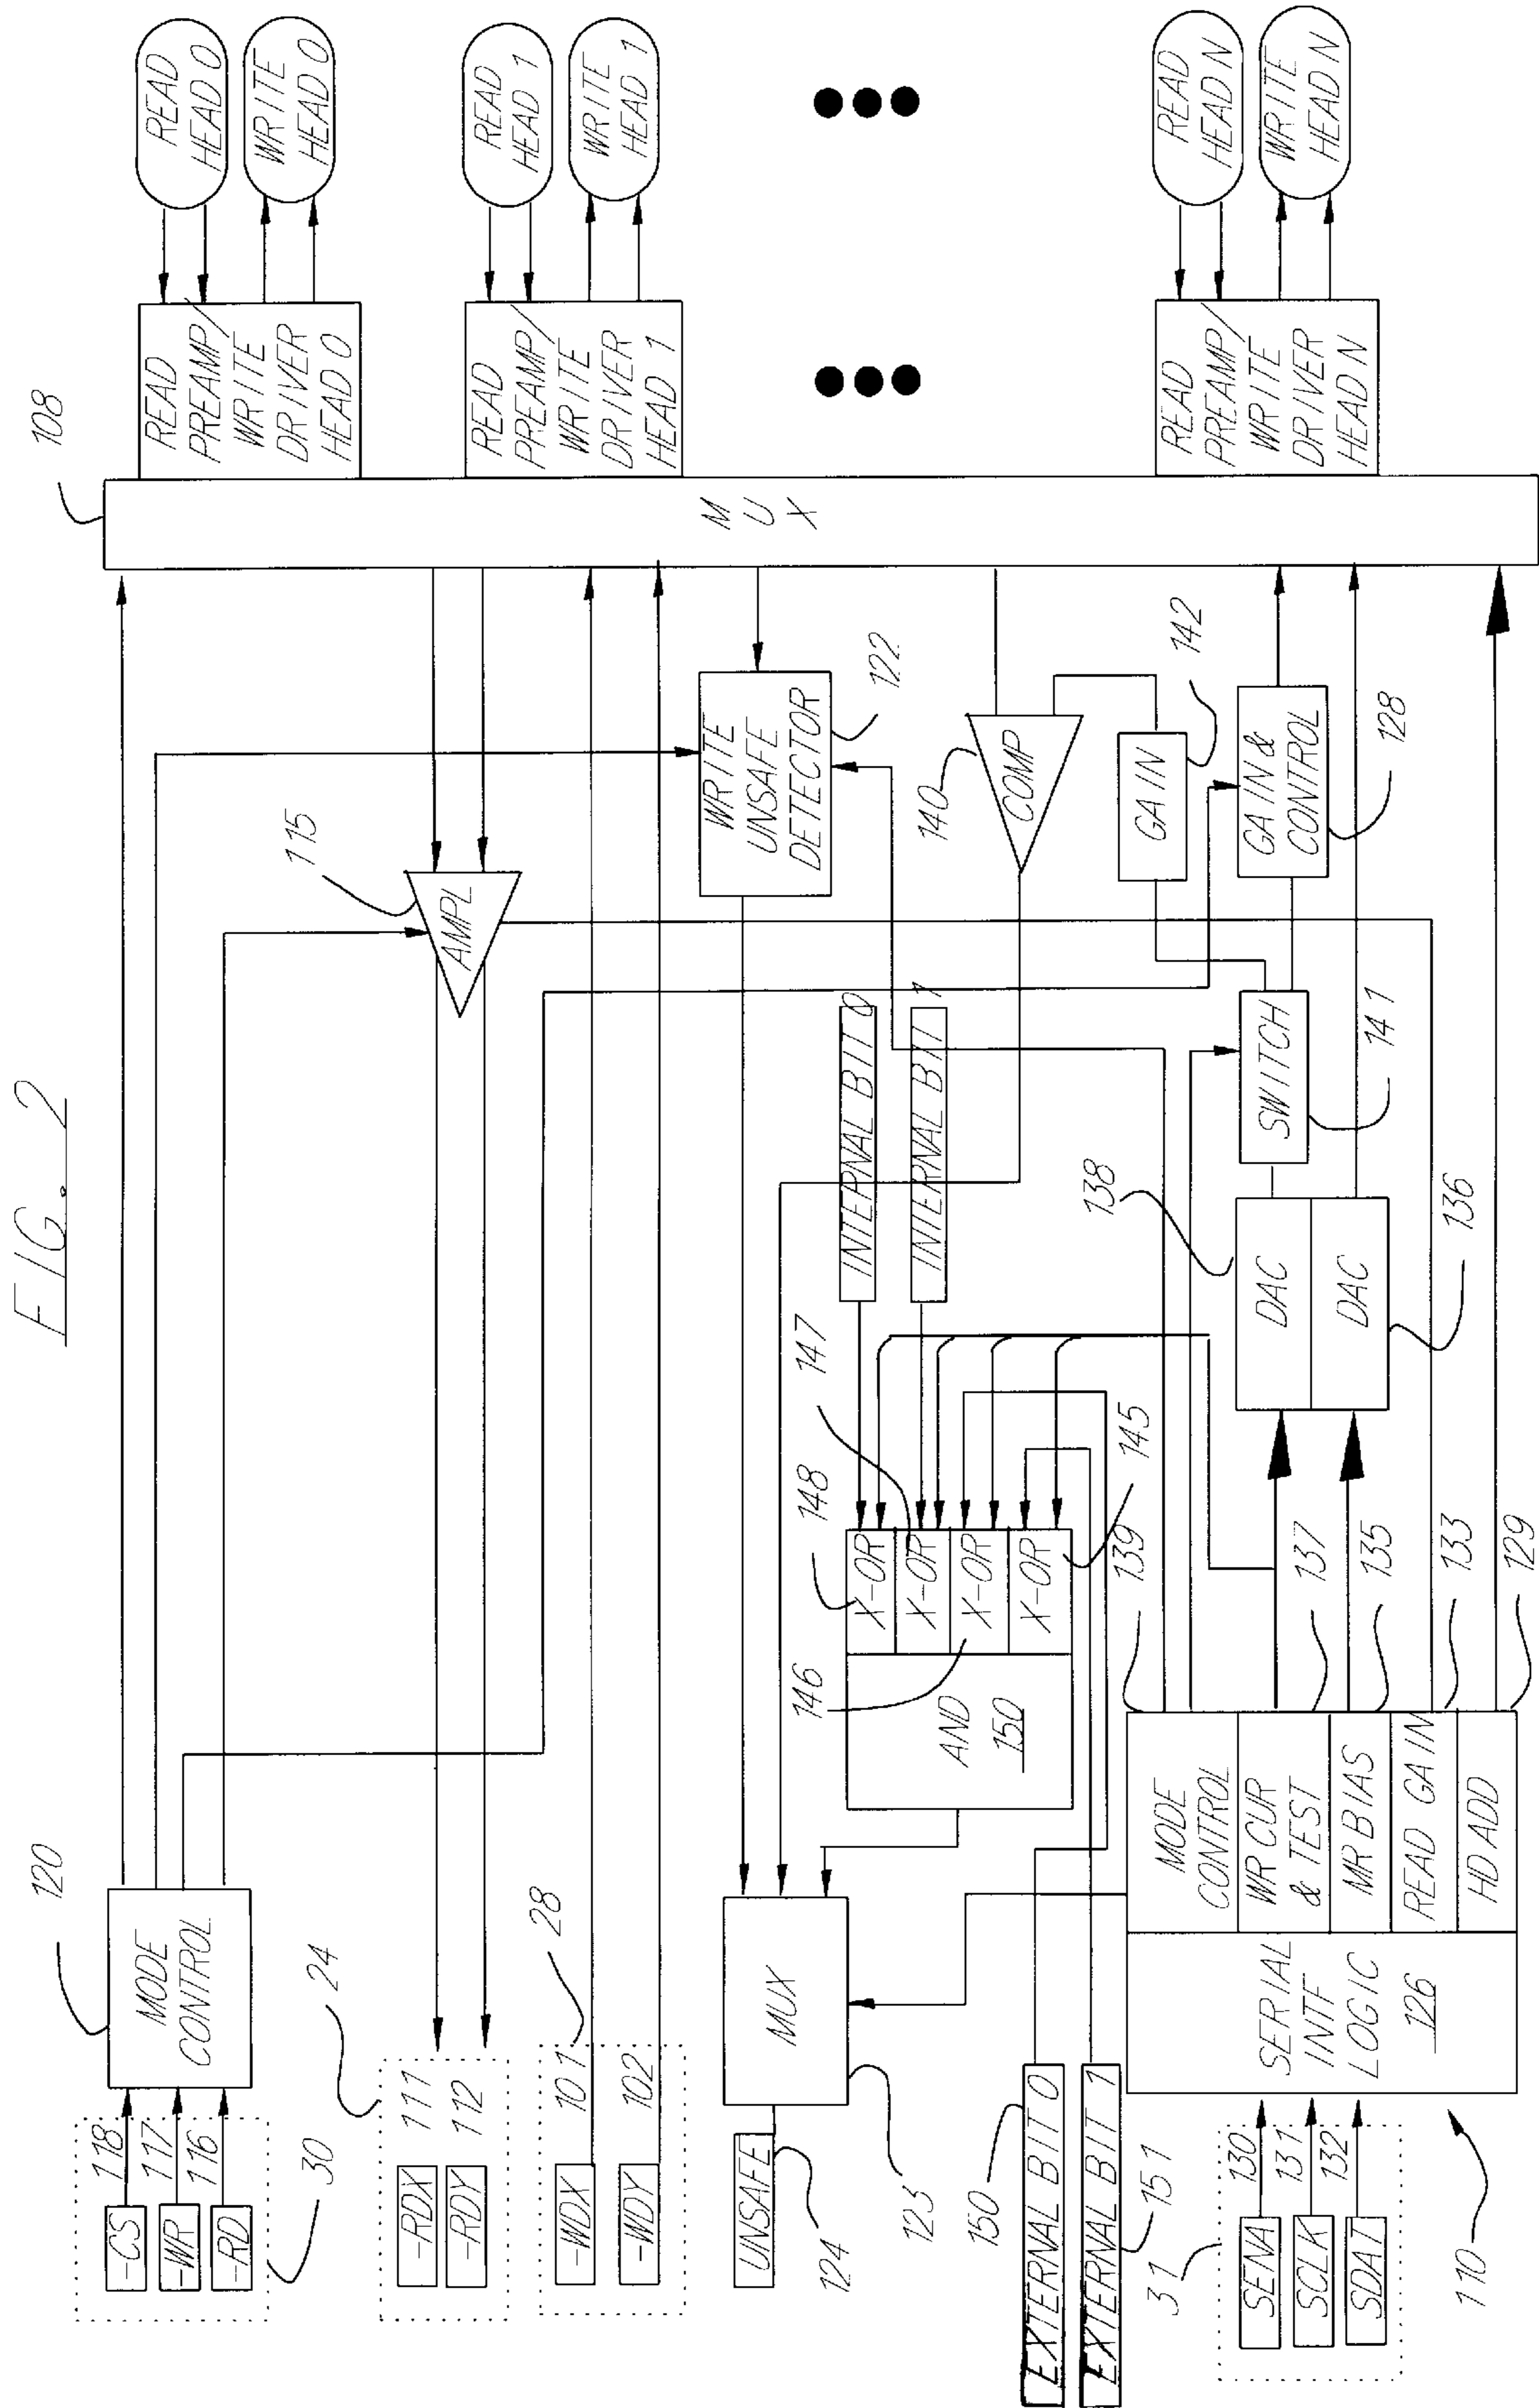 FIG. 2
108
READ
HEAD 0
WRITE
HEAD 0
READ
PREAMP/
WRITE
DRIVER
HEAD 0
READ
HEAD 1
WRITE
HEAD 1
READ
PREAMP/
WRITE
DRIVER
HEAD 1
READ
HEAD N
WRITE
HEAD N
READ
PREAMP/
WRITE
DRIVER
HEAD N
M
U
X
120
MODE
CONTROL
-CS
118
-WR
117
-RD
116
30
24
-RDX
111
-RDY
112
28
-WDX
101
-WDY
102
115
AMPL
WRITE
UNSAFE
DETECTOR
122
140
COMP
GAIN
142
GAIN &
CONTROL
128
SWITCH
141
138
DAC
DAC
136
INTERNAL BIT 0
INTERNAL BIT 1
147
148
X-OR
X-OR
X-OR
X-OR
145
146
AND
150
MUX
123
UNSAFE
124
150
EXTERNAL BIT 0
EXTERNAL BIT 1
151
139
137
135
133
129
MODE
CONTROL
WR CUR
& TEST
MR BIAS
READ GAIN
HD ADD
SERIAL
INTF
LOGIC
126
31
SENA
130
SCLK
131
SDAT
132
110